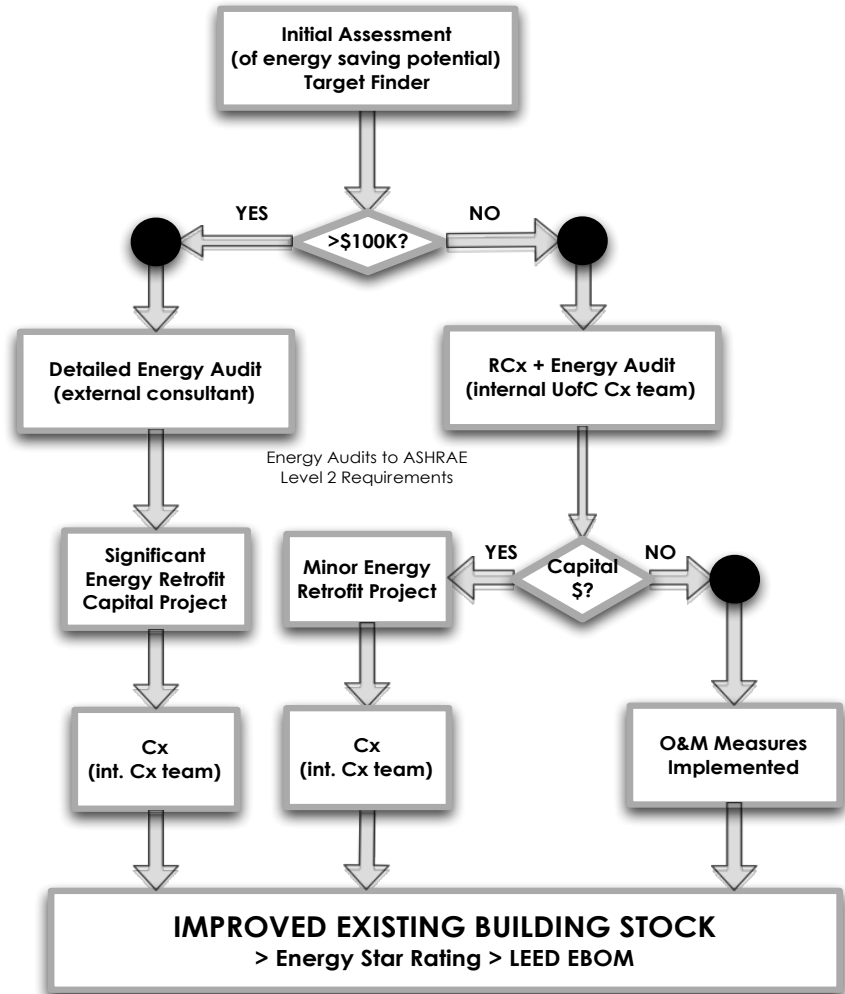 Initial Assessment
(of energy saving potential)
Target Finder
YES
>$100K?
NO
Detailed Energy Audit
(external consultant)
RCx + Energy Audit
(internal UofC Cx team)
Energy Audits to ASHRAE
Level 2 Requirements
Significant
Energy Retrofit
Capital Project
Minor Energy
Retrofit Project
YES
Capital
$?
NO
Cx
(int. Cx team)
Cx
(int. Cx team)
O&M Measures
Implemented
IMPROVED EXISTING BUILDING STOCK
> Energy Star Rating > LEED EBOM